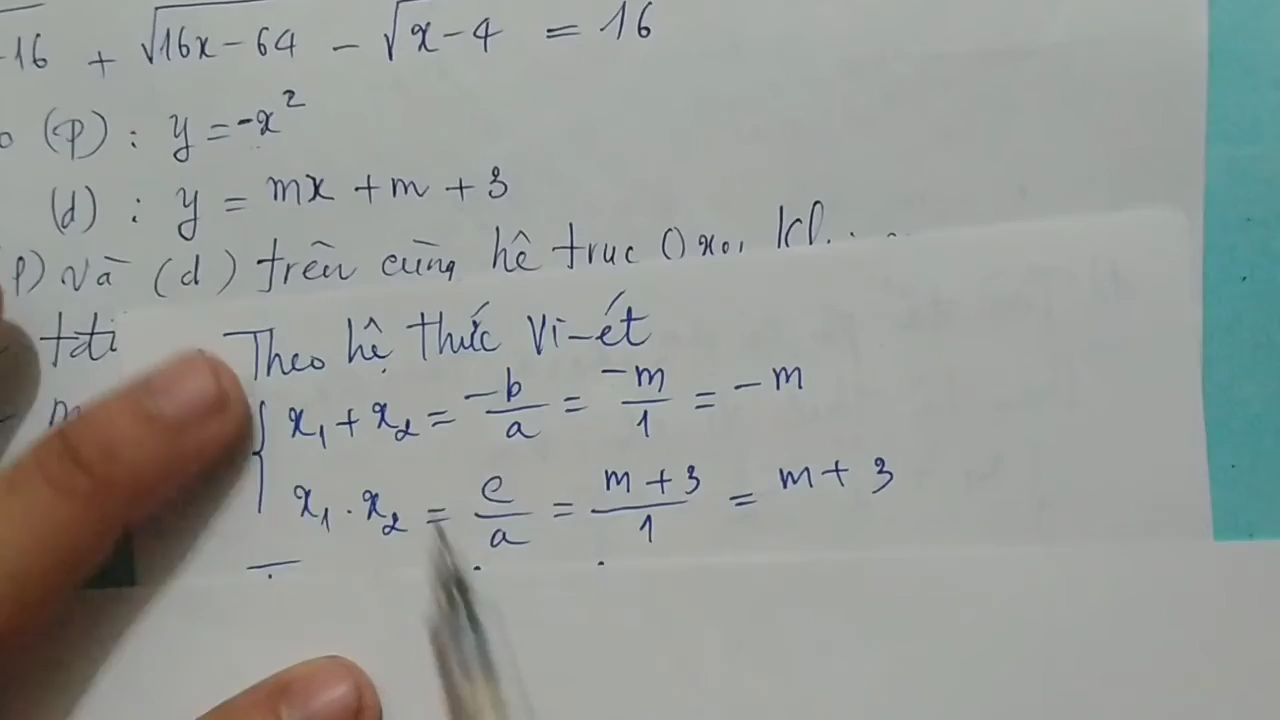 -16 + √16x-64 - √x-4 = 16
(P) : y = -x²
(d) : y = mx + m + 3
P) và (d) trên cùng hệ trục
Theo hệ thức Vi-ét
{ x₁ + x₂ = -b/a = -m/1 = -m
x₁ . x₂ = c/a = m+3/1 = m+3